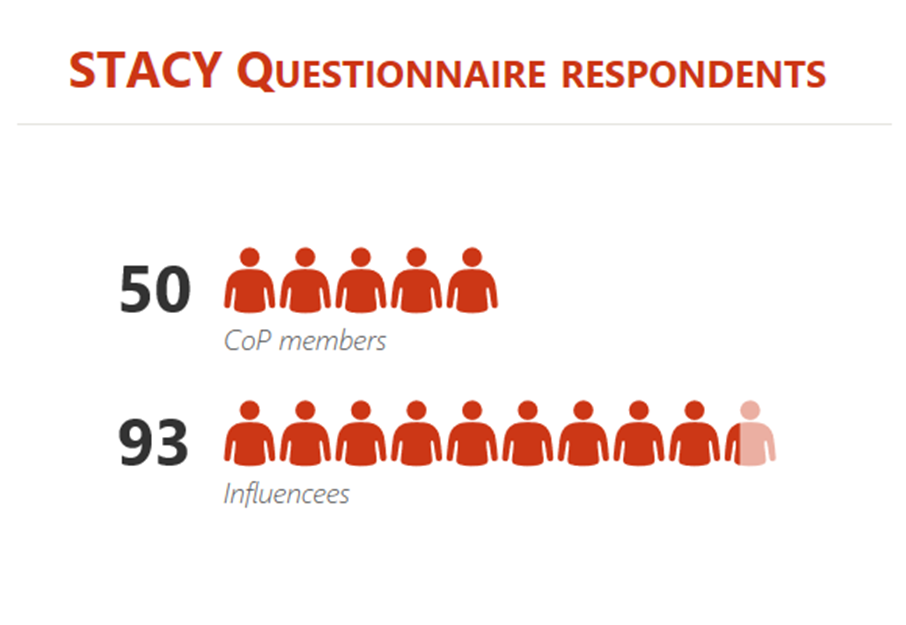 STACY Questionnaire respondents
50
CoP members
93
Influencees